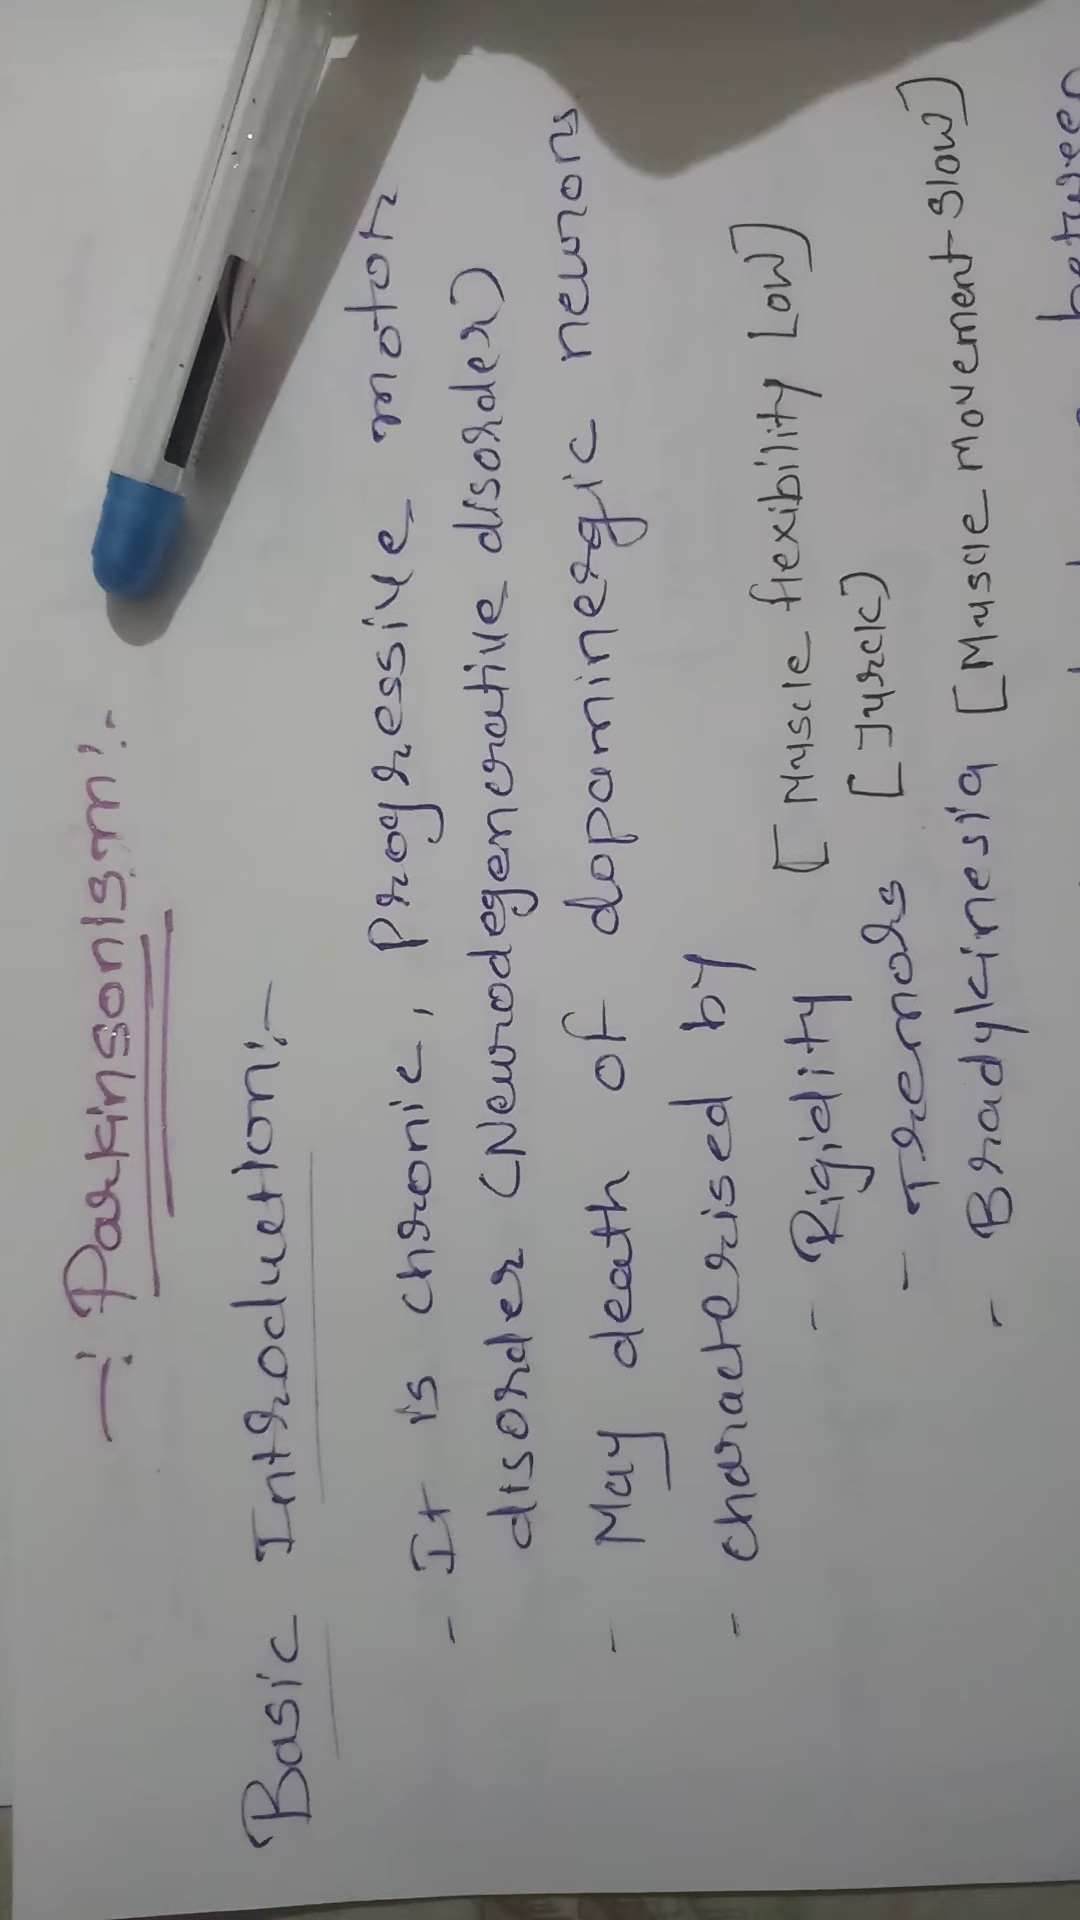 -: Parkinsonism:-
Basic Introduction:-
- It is chronic, Progressive motor
disorder (Neurodegenerative disorder)
- May death of dopaminergic neurons
- characterised by
- Rigidity [Muscle flexibility Low]
- Tremors [Jurck]
- Bradykinesia [Muscle movement slow]
between